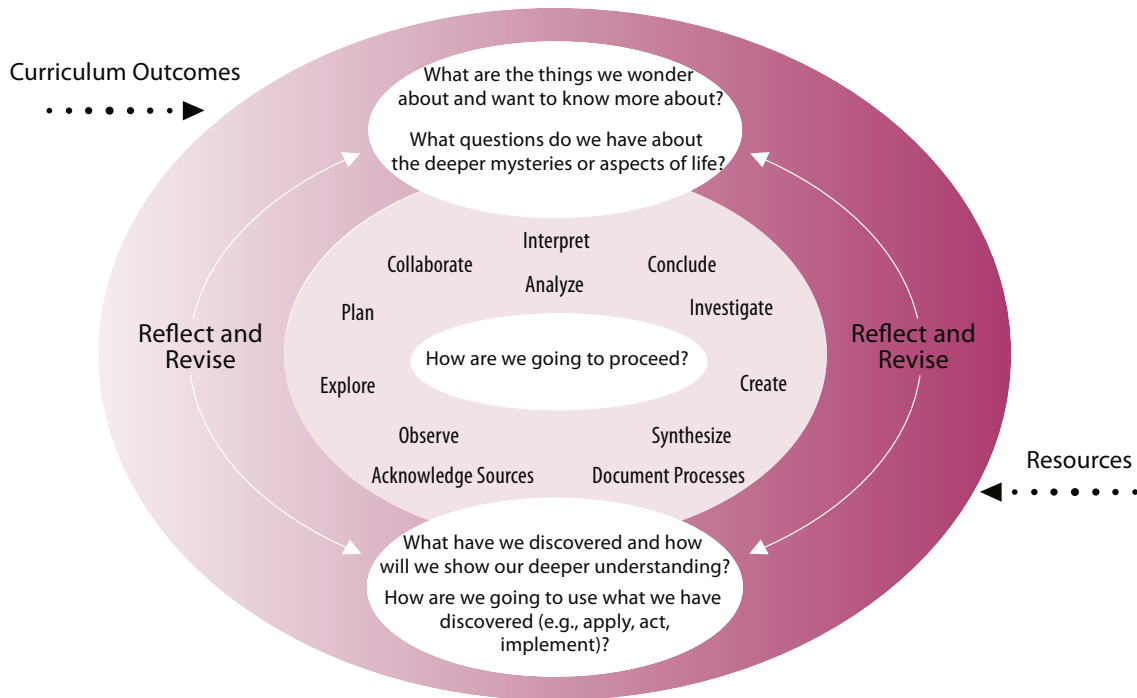 Curriculum Outcomes
What are the things we wonder
about and want to know more about?
What questions do we have about
the deeper mysteries or aspects of life?
Interpret
Collaborate
Conclude
Analyze
Plan
Investigate
Reflect and
Revise
How are we going to proceed?
Reflect and
Revise
Explore
Create
Observe
Synthesize
Acknowledge Sources
Document Processes
Resources
What have we discovered and how
will we show our deeper understanding?
How are we going to use what we have
discovered (e.g., apply, act,
implement)?